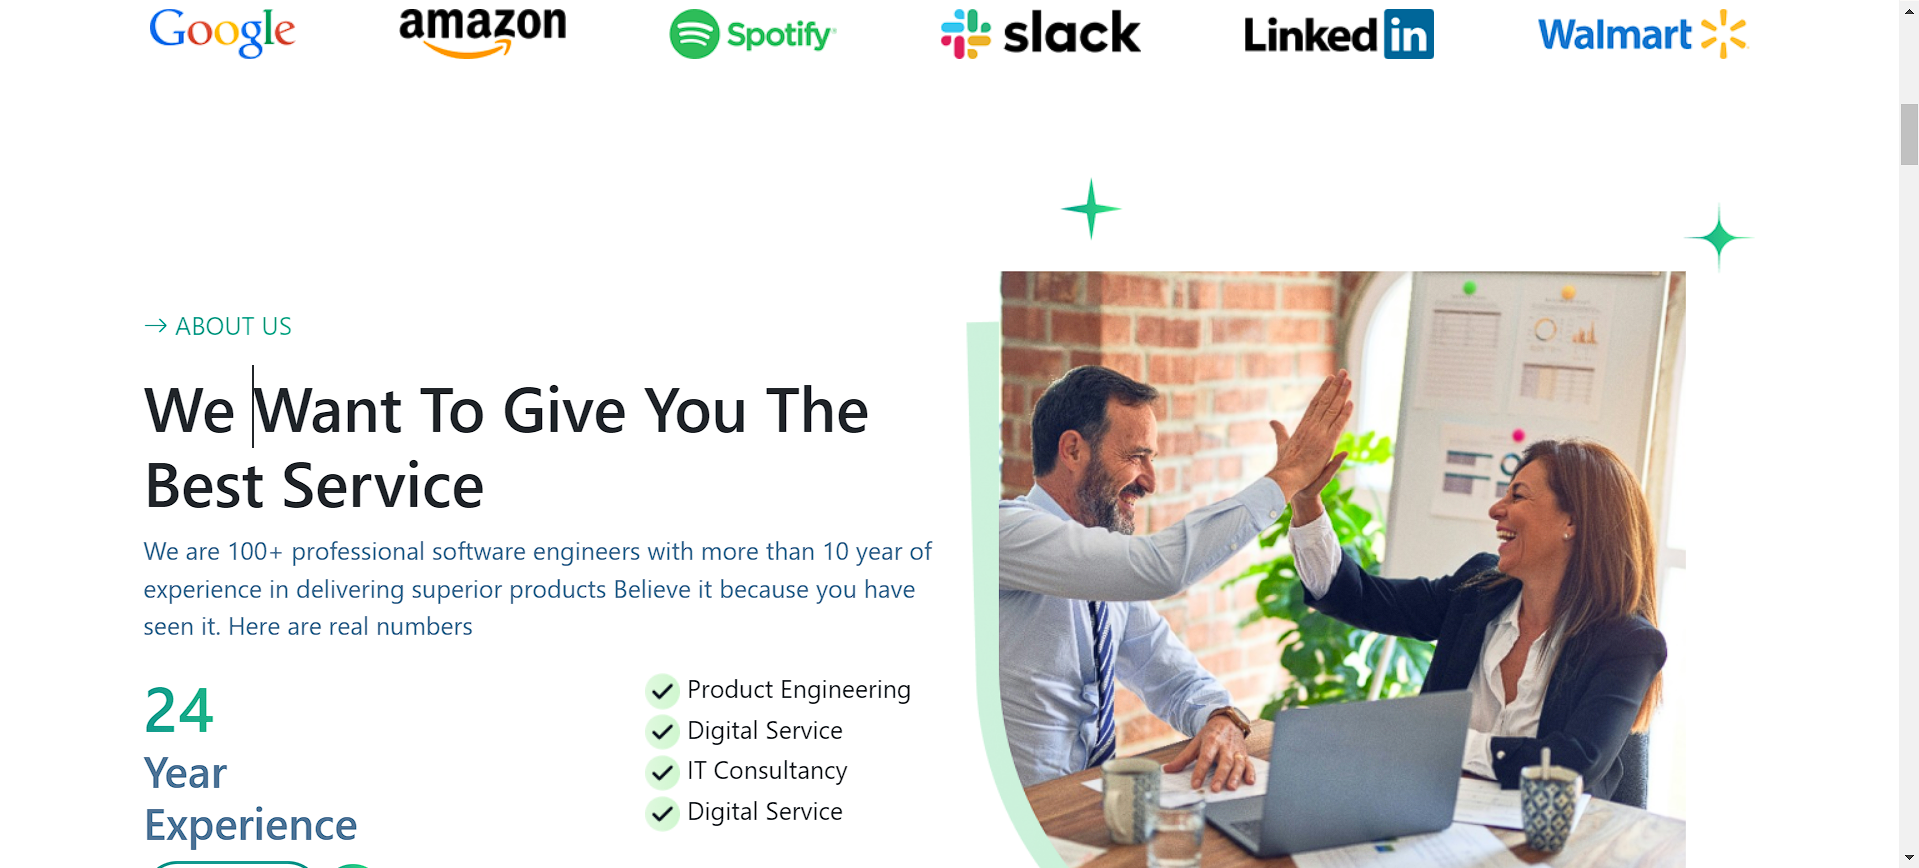 Google amazon Spotify slack Linked in Walmart
ABOUT US
We Want To Give You The
Best Service
We are 100+ professional software engineers with more than 10 year of
experience in delivering superior products Believe it because you have
seen it. Here are real numbers
24
Year
Experience
Product Engineering
Digital Service
IT Consultancy
Digital Service